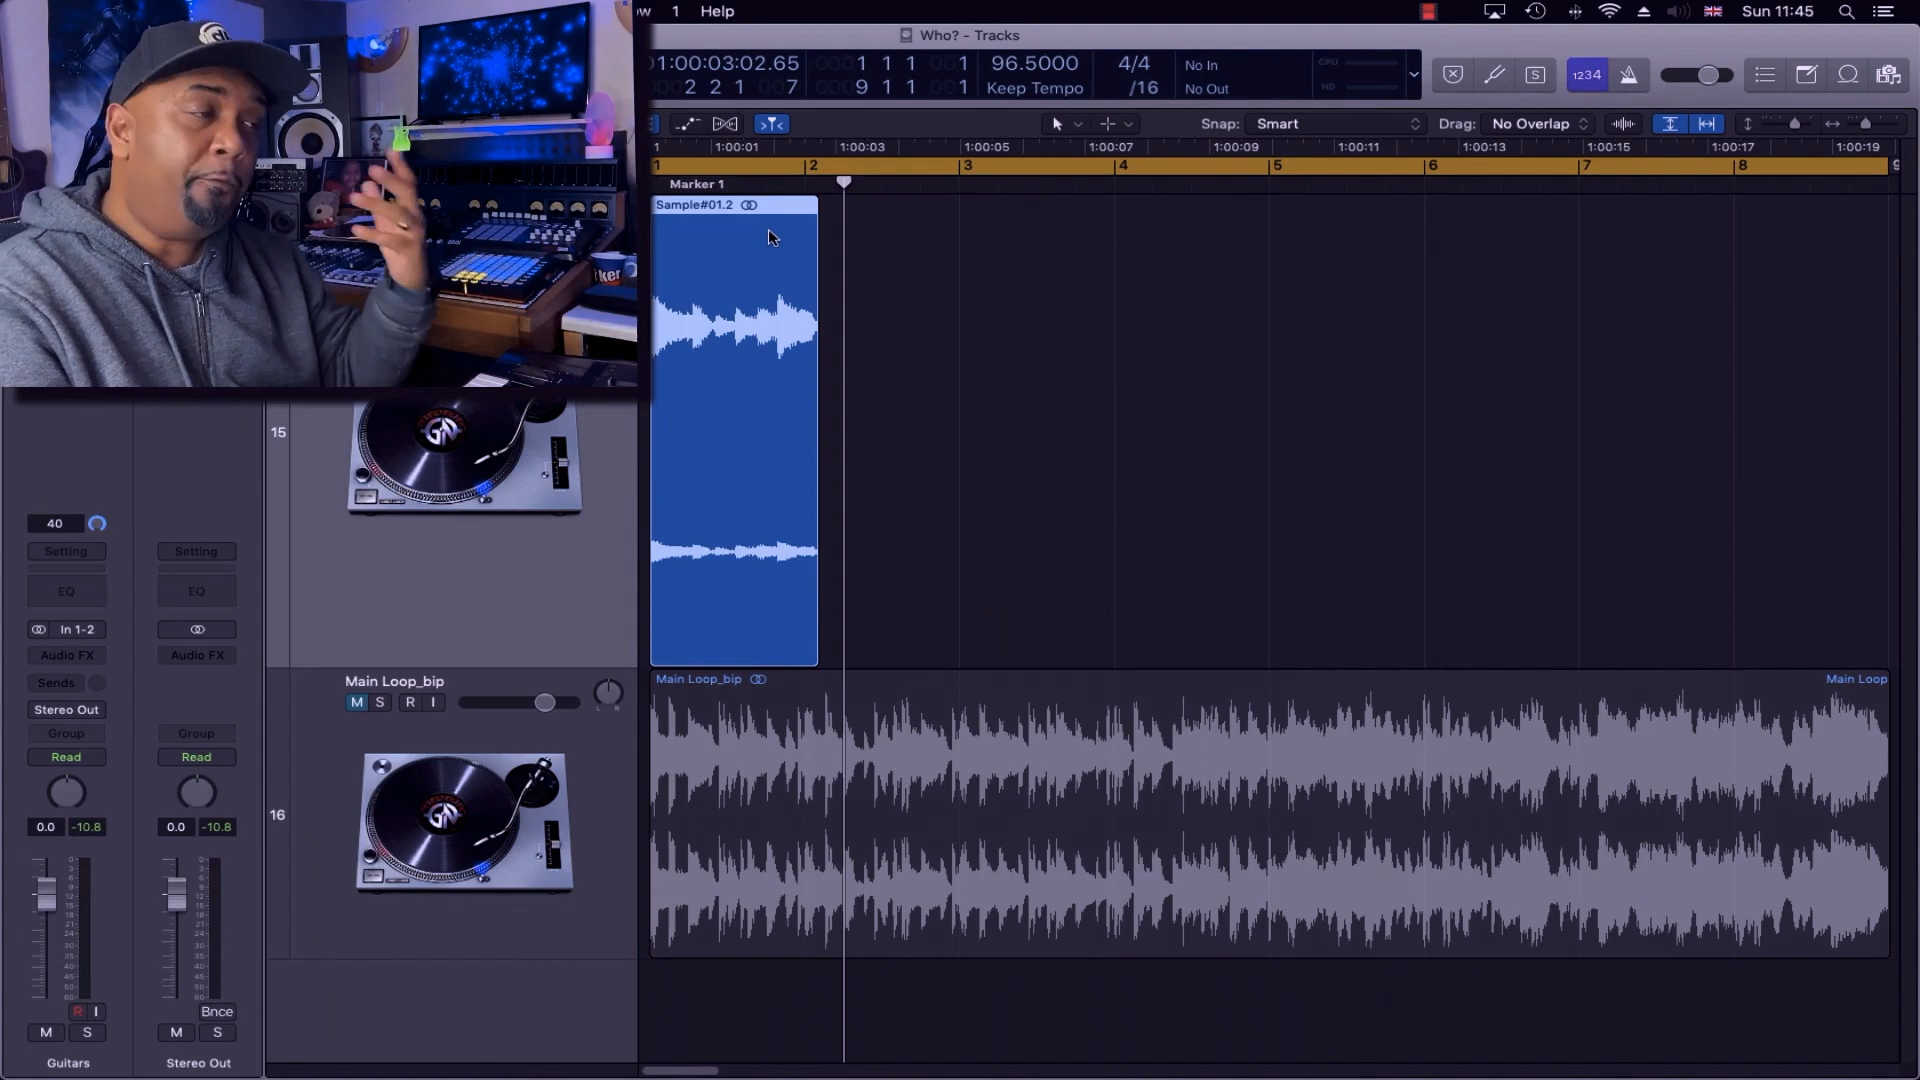 1 Help
Sun 11:45
Who? - Tracks
01:00:03:02.65
2 2 1 7
1 1 1 1
9 1 1 1
96.5000
Keep Tempo
4/4
/16
No In
No Out
CPU
HD
S
1234
Snap: Smart
Drag: No Overlap
1 1:00:01 1:00:03 1:00:05 1:00:07 1:00:09 1:00:11 1:00:13 1:00:15 1:00:17 1:00:19
1 2 3 4 5 6 7 8 9
Marker 1
Sample#01.2
15
GN
40
Setting Setting
EQ EQ
In 1-2
Audio FX Audio FX
Sends
Stereo Out
Group Group
Read Read
0.0 -10.8 0.0 -10.8
R I Bnce
M S M S
Guitars Stereo Out
Main Loop_bip
M S R I
L R
16
GN
Main Loop_bip
Main Loop